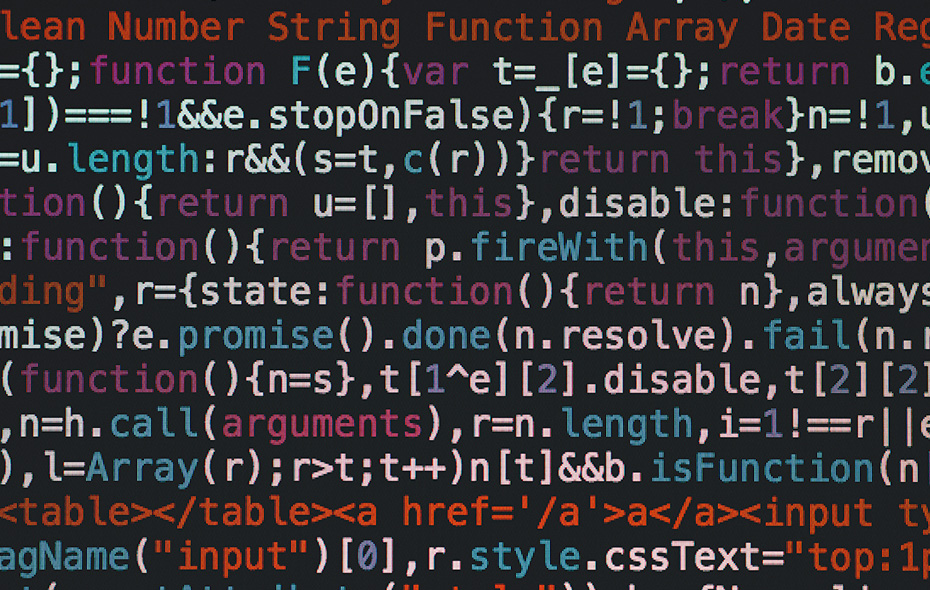 lean Number String Function Array Date Reg
={};function F(e){var t=_[e]={};return b.e
1])===!1&&e.stopOnFalse){r=!1;break}n=!1,u
=u.length:r&&(s=t,c(r))}return this},remov
tion(){return u=[],this},disable:function(
:function(){return p.fireWith(this,argumen
ding",r={state:function(){return n},always
mise)?e.promise().done(n.resolve).fail(n.r
(function(){n=s},t[1^e][2].disable,t[2][2]
,n=h.call(arguments),r=n.length,i=1!==r||e
),l=Array(r);r>t;t++)n[t]&&b.isFunction(n
<table></table><a href='/a'>a</a><input ty
agName("input")[0],r.style.cssText="top:1p